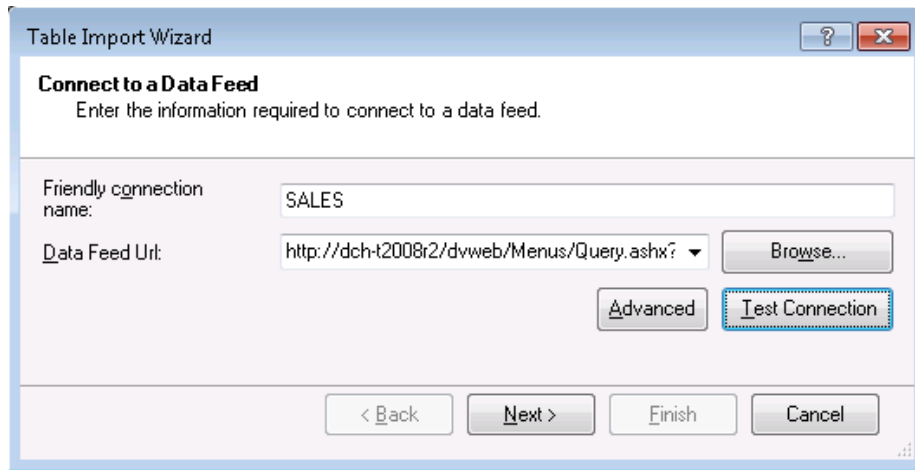 Table Import Wizard
Connect to a Data Feed
Enter the information required to connect to a data feed.
Friendly connection
name:
SALES
Data Feed Url:
http://dch-t2008r2/dvweb/Menus/Query.ashx?
Browse...
Advanced
Test Connection
< Back
Next >
Finish
Cancel